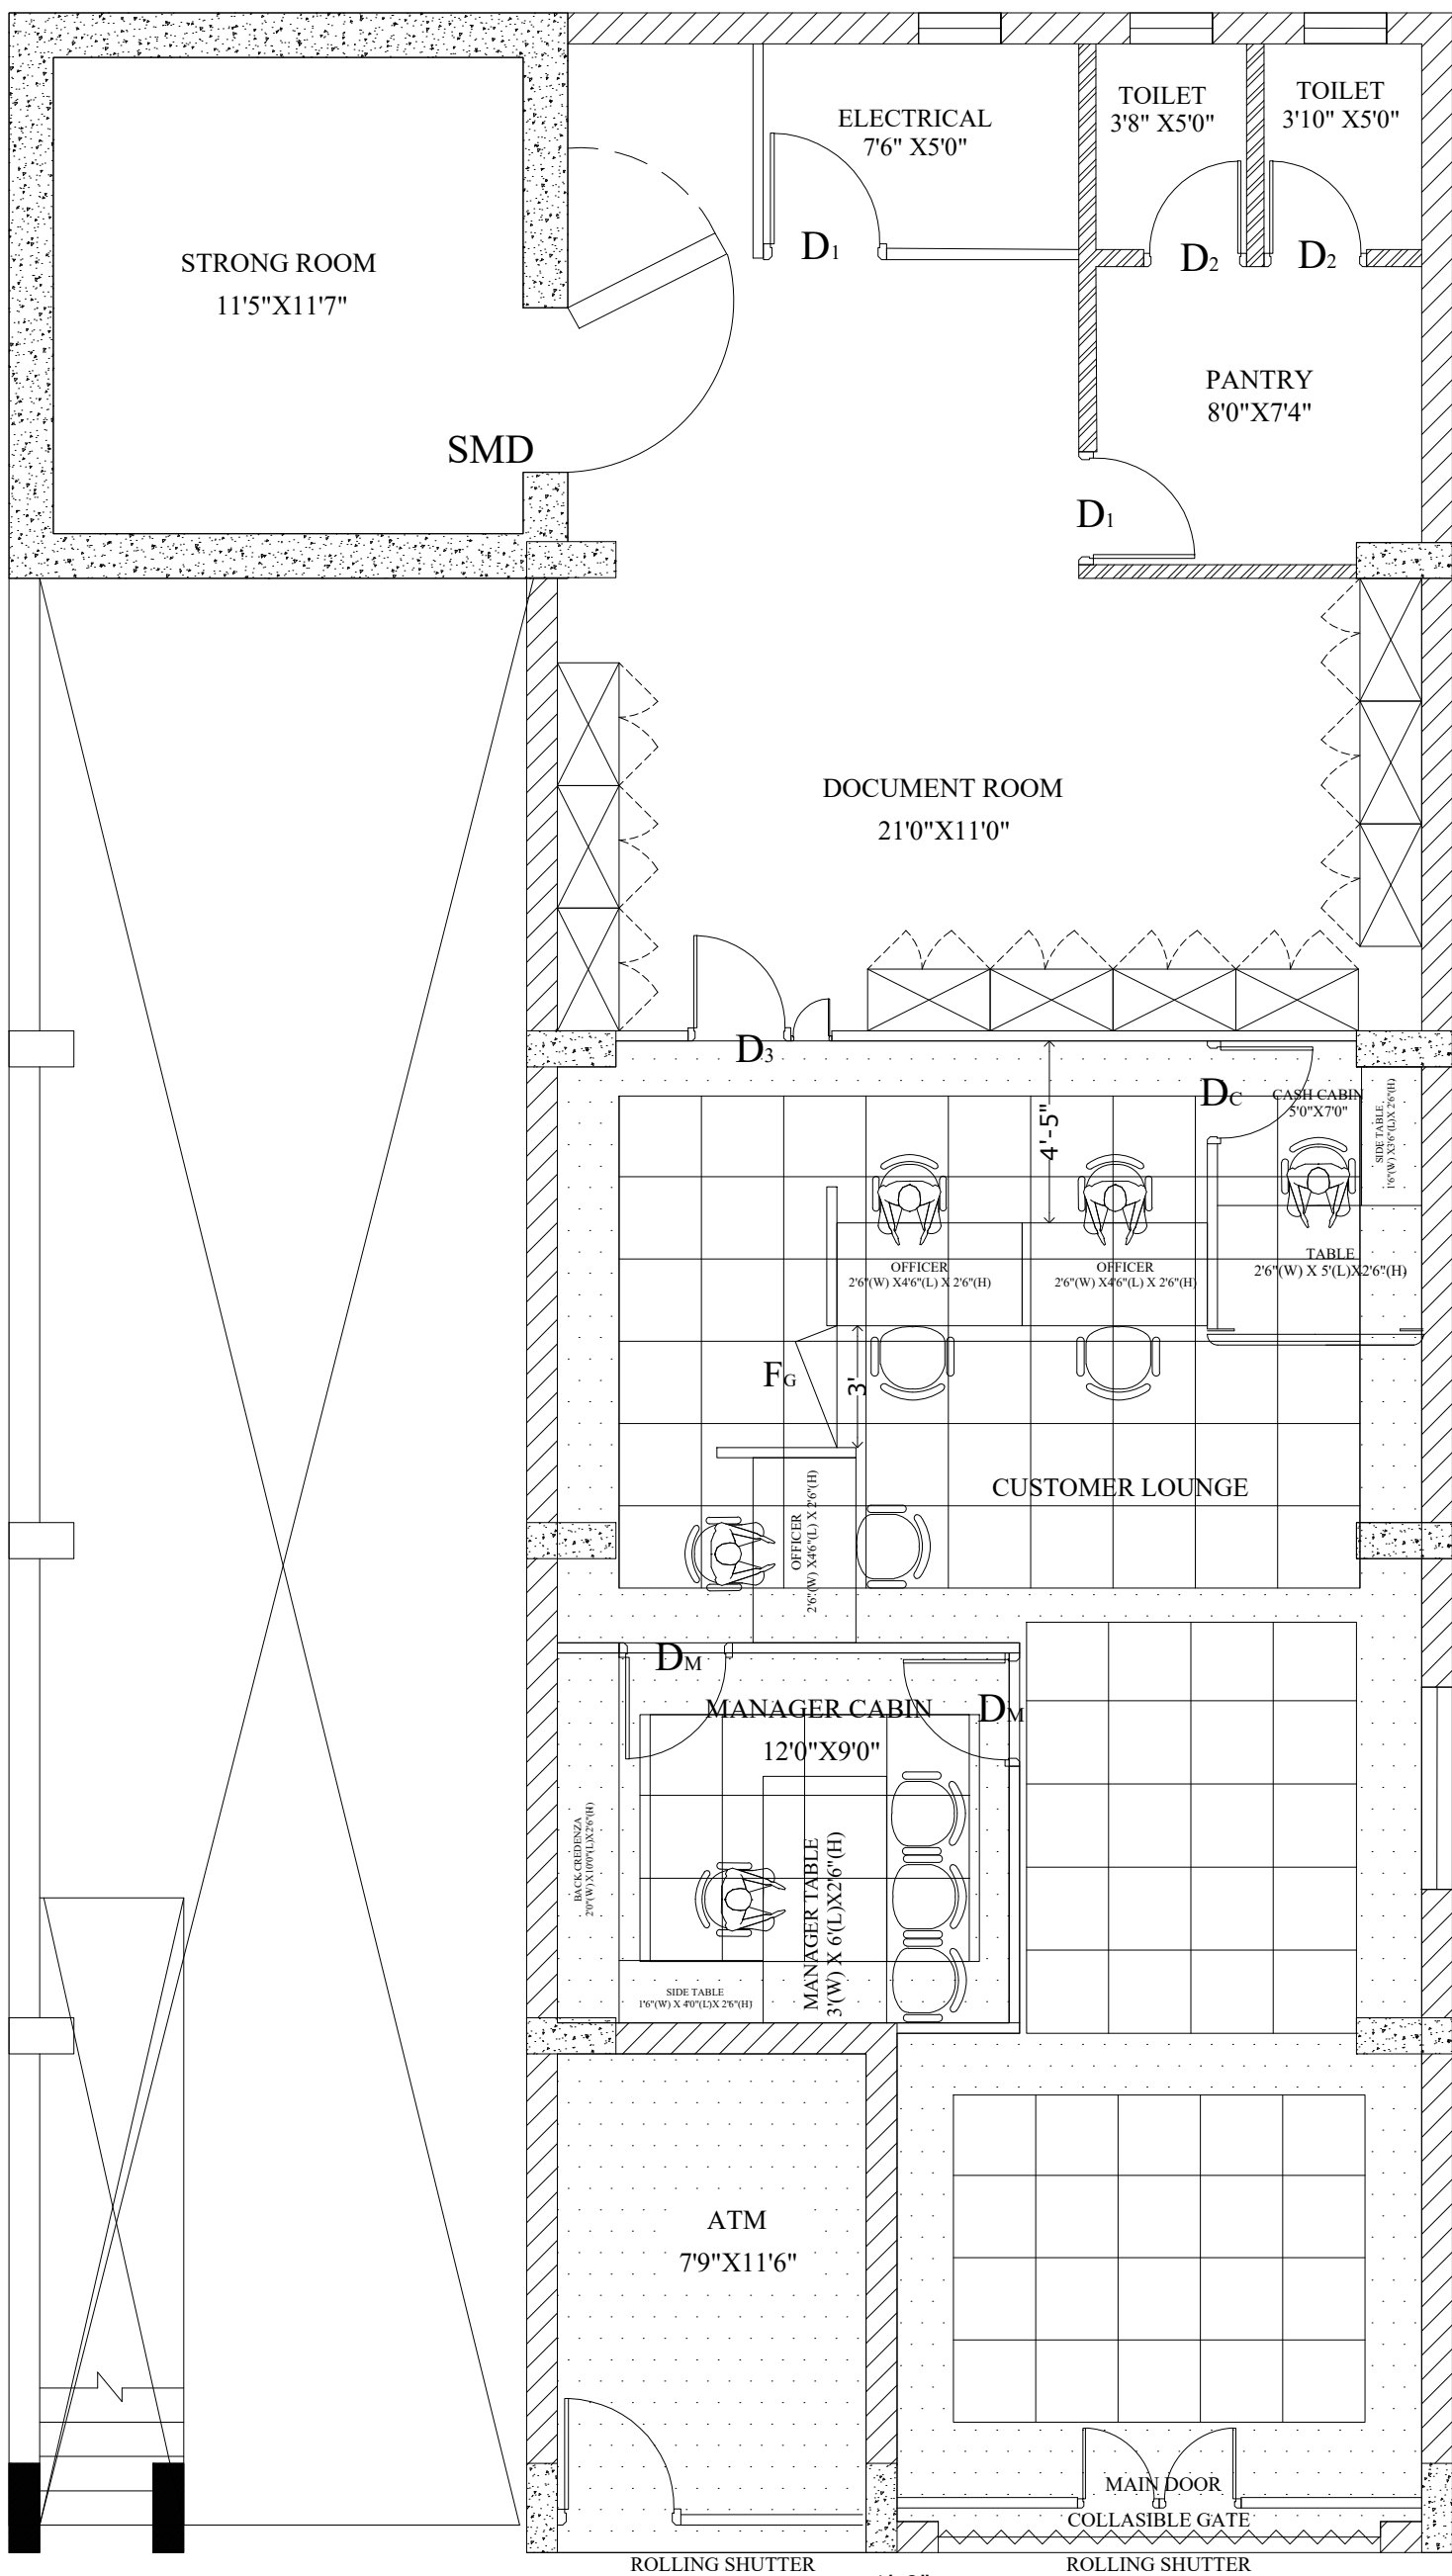 ELECTRICAL
7'6" X5'0"
TOILET
3'8" X5'0"
TOILET
3'10" X5'0"
D1
D2
D2
STRONG ROOM
11'5"X11'7"
PANTRY
8'0"X7'4"
SMD
D1
DOCUMENT ROOM
21'0"X11'0"
D3
DC
CASH CABIN
5'0"X7'0"
SIDE TABLE
1'6"(W) X3'6"(L)X 2'6"(H)
4'-5"
OFFICER
2'6"(W) X4'6"(L) X 2'6"(H)
OFFICER
2'6"(W) X4'6"(L) X 2'6"(H)
TABLE
2'6"(W) X 5'(L)X2'6"(H)
FG
3'
CUSTOMER LOUNGE
OFFICER
2'6"(W) X4'6"(L) X 2'6"(H)
DM
MANAGER CABIN
12'0"X9'0"
DM
BACK CREDENZA
2'0"(W) X 10'0"(L)X2'6"(H)
MANAGER TABLE
3'(W) X 6'(L)X2'6"(H)
SIDE TABLE
1'6"(W) X 4'0"(L)X 2'6"(H)
ATM
7'9"X11'6"
MAIN DOOR
COLLASIBLE GATE
ROLLING SHUTTER
ROLLING SHUTTER